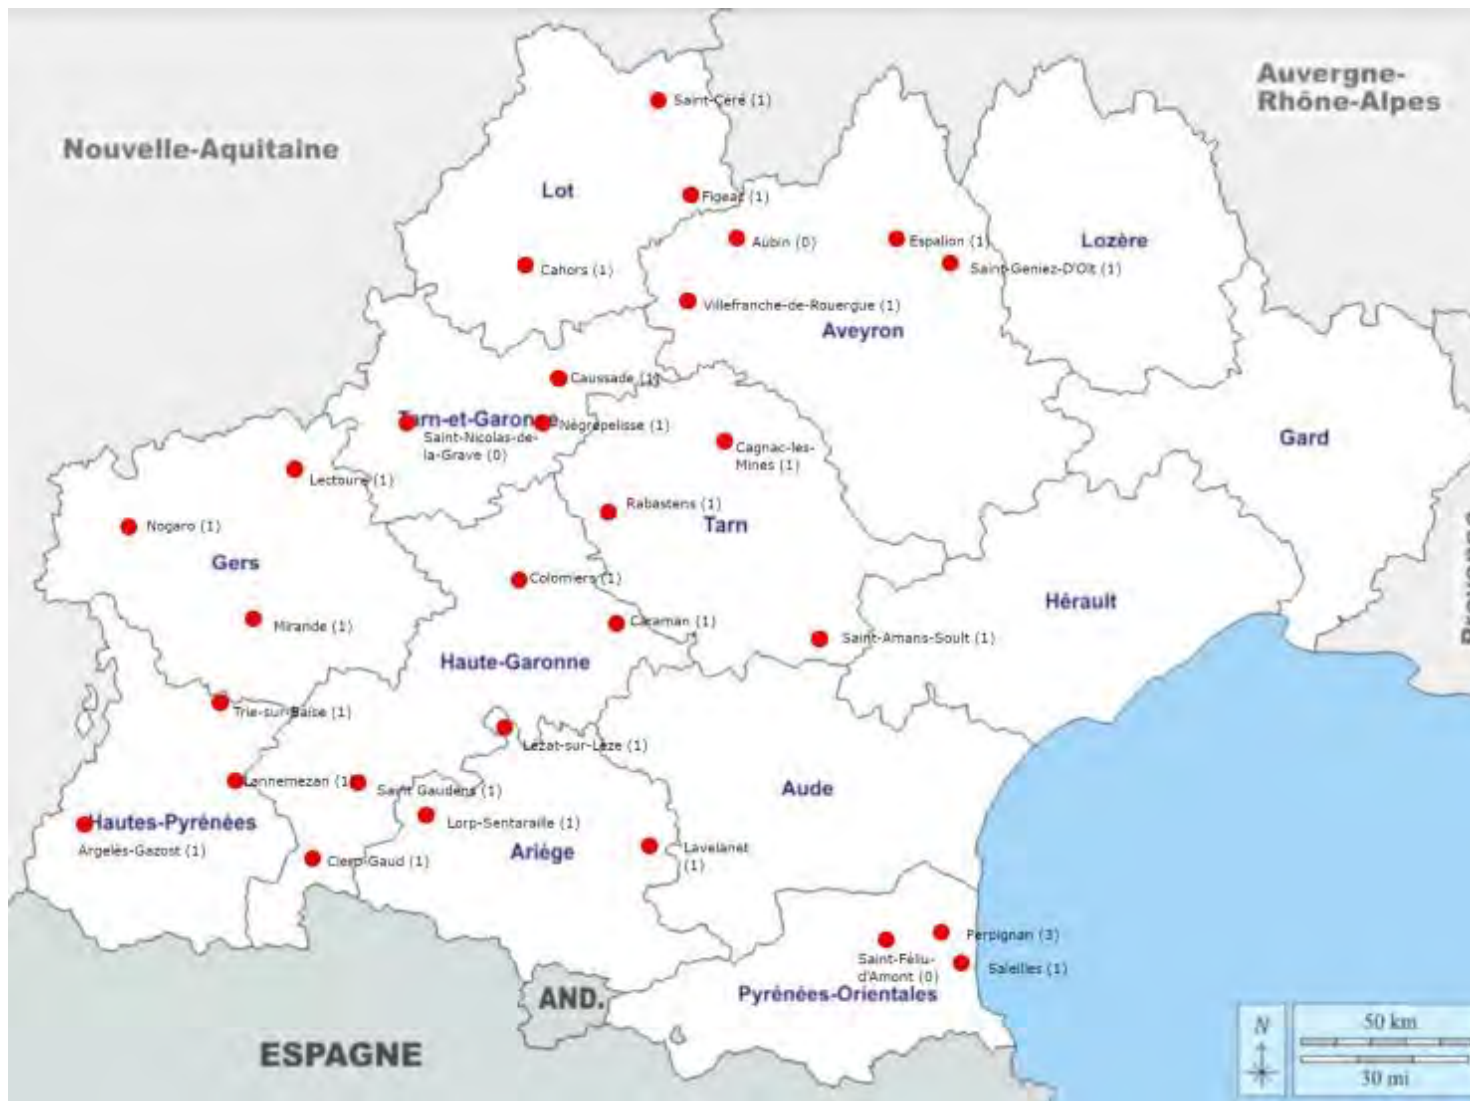 Auvergne-
Rhône-Alpes
Nouvelle-Aquitaine
Saint-Céré (1)
Lot
Figeac (1)
Aubin (0)
Espalion (1)
Lozère
Cahors (1)
Saint-Geniez-D'Olt (1)
Villefranche-de-Rouergue (1)
Aveyron
Caussade (1)
Tarn-et-Garonne
Nègrepelisse (1)
Saint-Nicolas-de-
la-Grave (0)
Gard
Cagnac-les-
Mines (1)
Lectoure (1)
Rabastens (1)
Tarn
Nogaro (1)
Gers
Colomiers (1)
Hérault
Provence
Mirande (1)
Caraman (1)
Saint-Amans-Soult (1)
Haute-Garonne
Trie-sur-Baïse (1)
Lézat-sur-Lèze (1)
Lannemezan (1)
Saint Gaudens (1)
Aude
Hautes-Pyrénées
Lorp-Sentaraille (1)
Argelès-Gazost (1)
Ariège
Lavelanet
(1)
Cierp-Gaud (1)
Perpignan (3)
Saint-Féliu-
d'Amont (0)
Saleilles (1)
Pyrénées-Orientales
AND.
ESPAGNE
N
50 km
30 mi